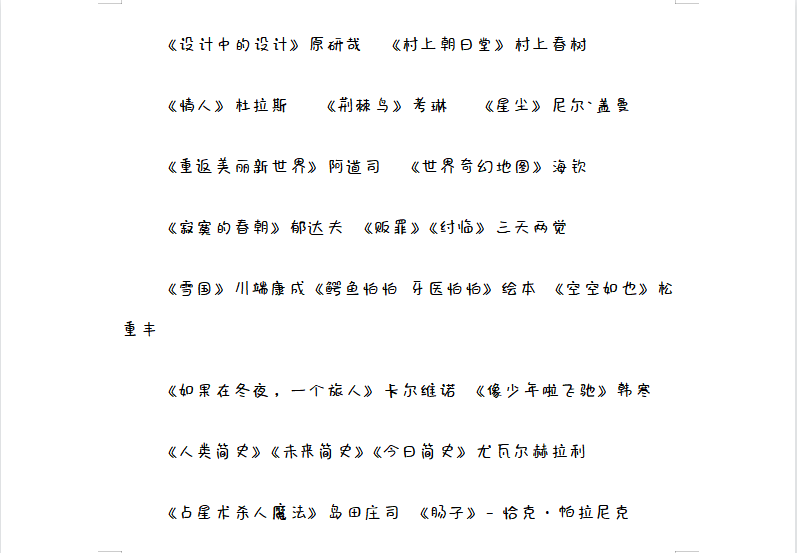 《设计中的设计》原研哉 《村上朝日堂》村上春树
《情人》杜拉斯 《荆棘鸟》考琳 《星尘》尼尔`盖曼
《重返美丽新世界》阿道司 《世界奇幻地图》海钦
《寂寞的春朝》郁达夫 《贩罪》《纣临》三天两觉
《雪国》川端康成《鳄鱼怕怕 牙医怕怕》绘本 《空空如也》松
重丰
《如果在冬夜，一个旅人》卡尔维诺 《像少年啦飞驰》韩寒
《人类简史》《未来简史》《今日简史》尤瓦尔赫拉利
《占星术杀人魔法》岛田庄司 《肠子》-恰克·帕拉尼克